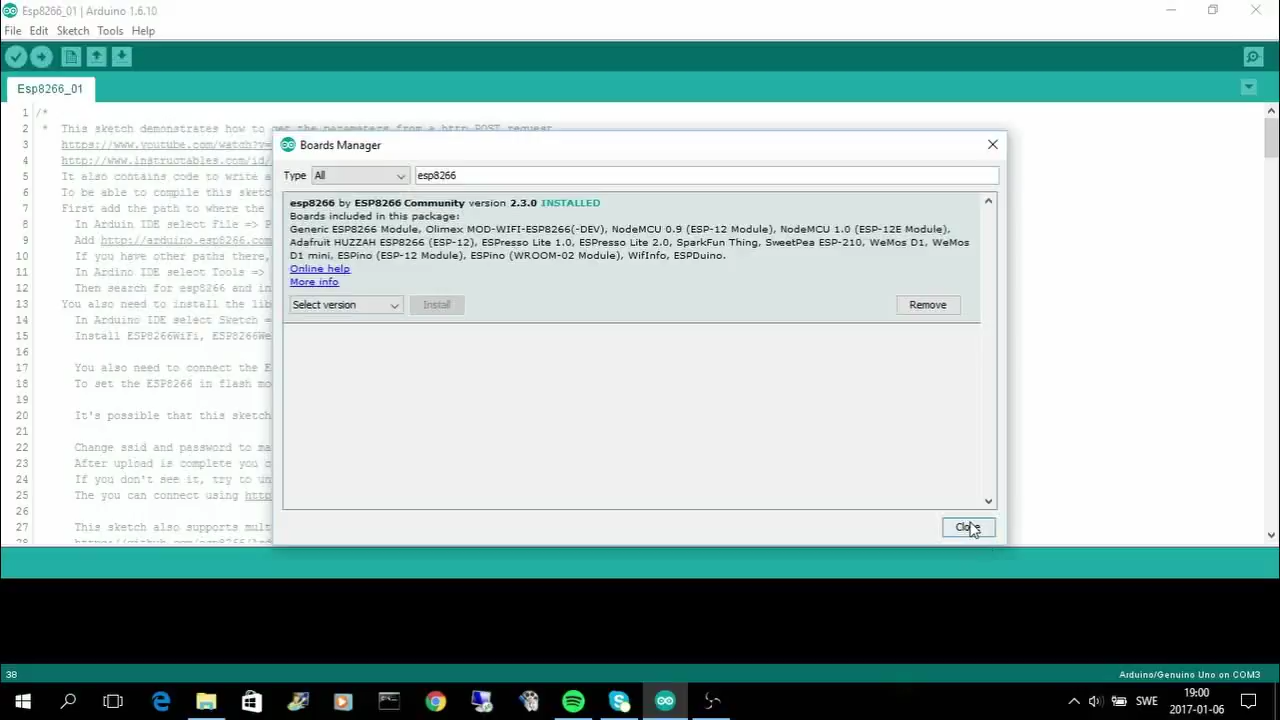 Esp8266_01 | Arduino 1.6.10
File Edit Sketch Tools Help
Esp8266_01
1 /*
2 * This sketch demonstrates how to get the parameters from a http POST request
3 https://www.youtube.com/watch?v=
4 http://www.instructables.com/id/
5 It also contains code to write a
6 To be able to compile this sketc
7 First add the path to where the
8 In Arduin IDE select File => P
9 Add http://arduino.esp8266.com
10 If you have other paths there,
11 In Ardino IDE select Tools =>
12 Then search for esp8266 and in
13 You also need to install the lib
14 In Arduino IDE select Sketch =
15 Install ESP8266WiFi, ESP8266We
16
17 You also need to connect the E
18 To set the ESP8266 in flash mo
19
20 It's possible that this sketch
21
22 Change ssid and password to ma
23 After upload is complete you c
24 If you don't see it, try to un
25 The you can connect using http
26
27 This sketch also supports mult
28
Boards Manager
Type All esp8266
esp8266 by ESP8266 Community version 2.3.0 INSTALLED
Boards included in this package:
Generic ESP8266 Module, Olimex MOD-WIFI-ESP8266(-DEV), NodeMCU 0.9 (ESP-12 Module), NodeMCU 1.0 (ESP-12E Module),
Adafruit HUZZAH ESP8266 (ESP-12), ESPresso Lite 1.0, ESPresso Lite 2.0, SparkFun Thing, SweetPea ESP-210, WeMos D1, WeMos
D1 mini, ESPino (ESP-12 Module), ESPino (WROOM-02 Module), WifInfo, ESPDuino.
Online help
More info
Select version Install Remove
Close
38 Arduino/Genuino Uno on COM3
SWE 19:00
2017-01-06